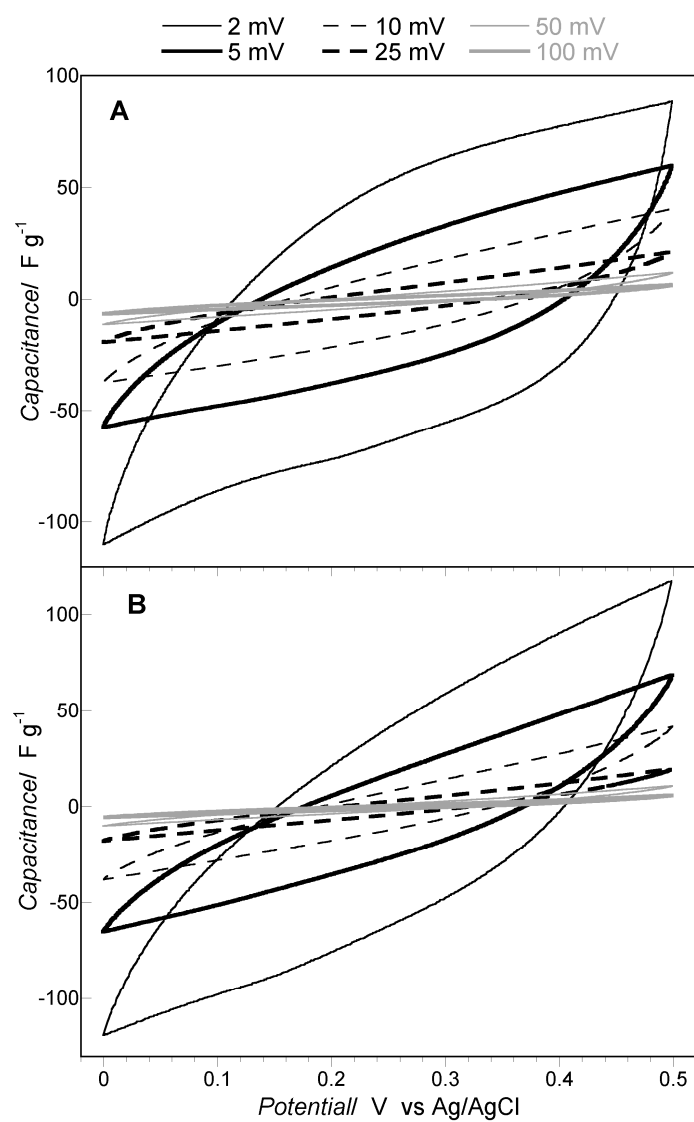 2 mV 10 mV 50 mV
5 mV 25 mV 100 mV
A
100
50
0
-50
-100
Capacitance/ F g⁻¹
B
100
50
0
-50
-100
Capacitance/ F g⁻¹
0 0.1 0.2 0.3 0.4 0.5
Potential/ V vs Ag/AgCl